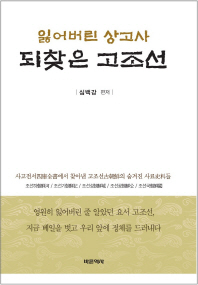 잃어버린 상고사
되찾은 고조선
심백강 편저
사고전서四庫全書에서 찾아낸 고조선古朝鮮의 숨겨진 사료史料들
영원히 잃어버린 줄 알았던 요서 고조선,
지금 베일을 벗고 우리 앞에 정체를 드러내다
바른역사